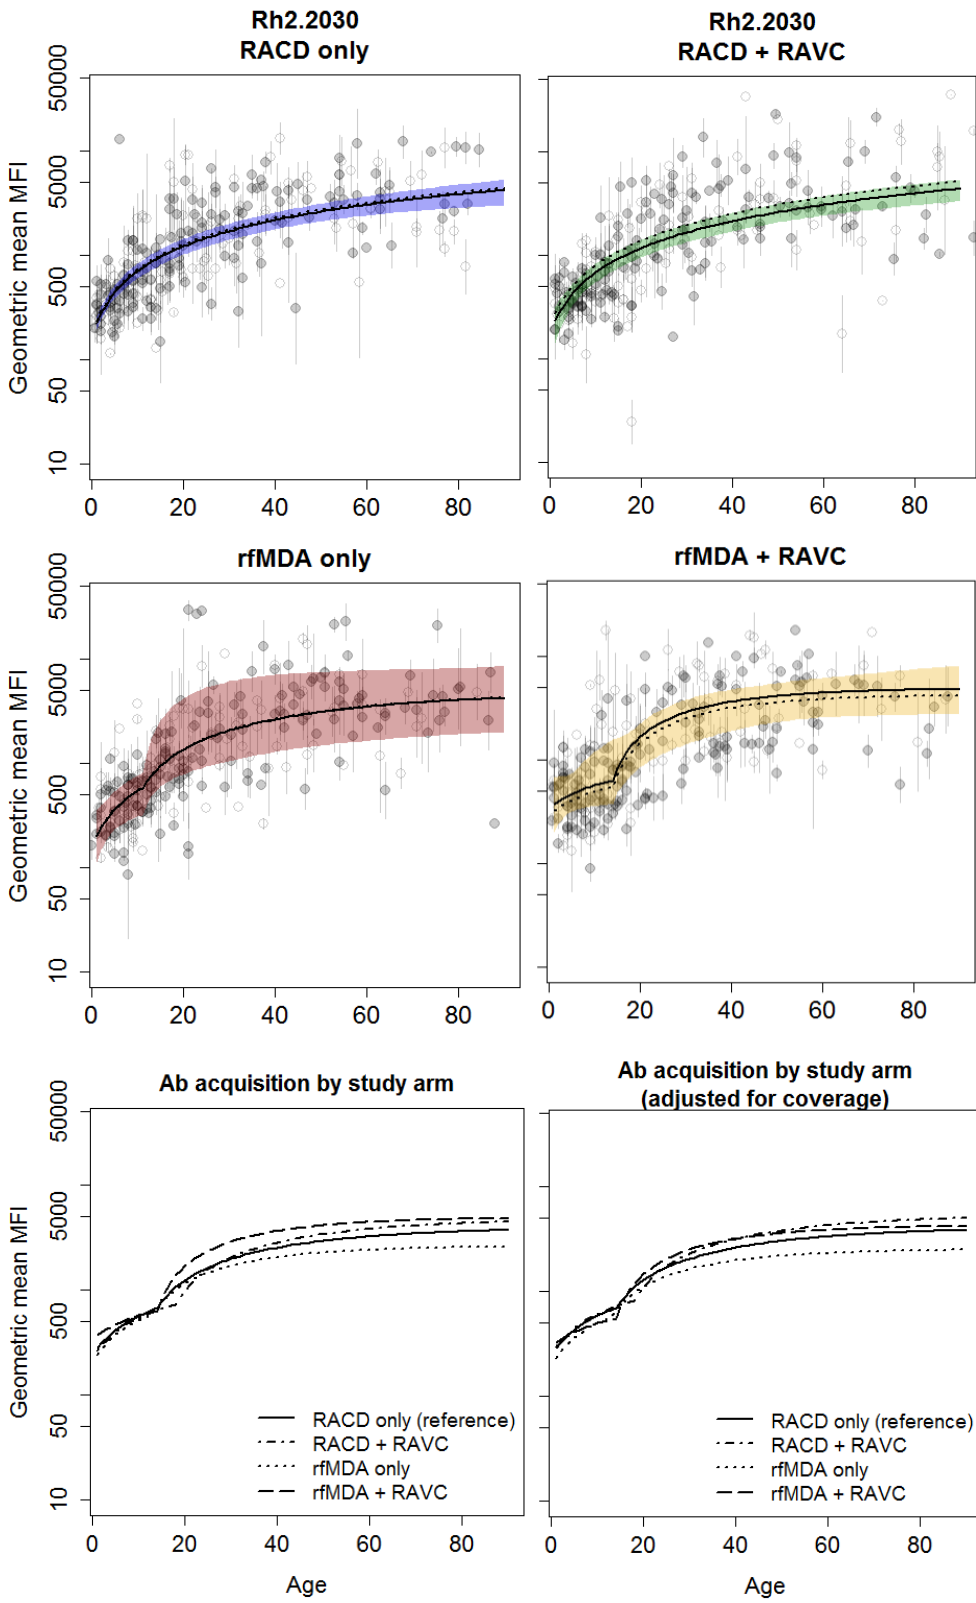 Rh2.2030
RACD only
Rh2.2030
RACD + RAVC
Geometric mean MFI
50000
5000
500
50
10
0 20 40 60 80
0 20 40 60 80
rfMDA only
rfMDA + RAVC
Geometric mean MFI
50000
5000
500
50
10
0 20 40 60 80
0 20 40 60 80
Ab acquisition by study arm
Ab acquisition by study arm
(adjusted for coverage)
Geometric mean MFI
50000
5000
500
50
10
RACD only (reference)
RACD + RAVC
rfMDA only
rfMDA + RAVC
RACD only (reference)
RACD + RAVC
rfMDA only
rfMDA + RAVC
0 20 40 60 80
0 20 40 60 80
Age
Age